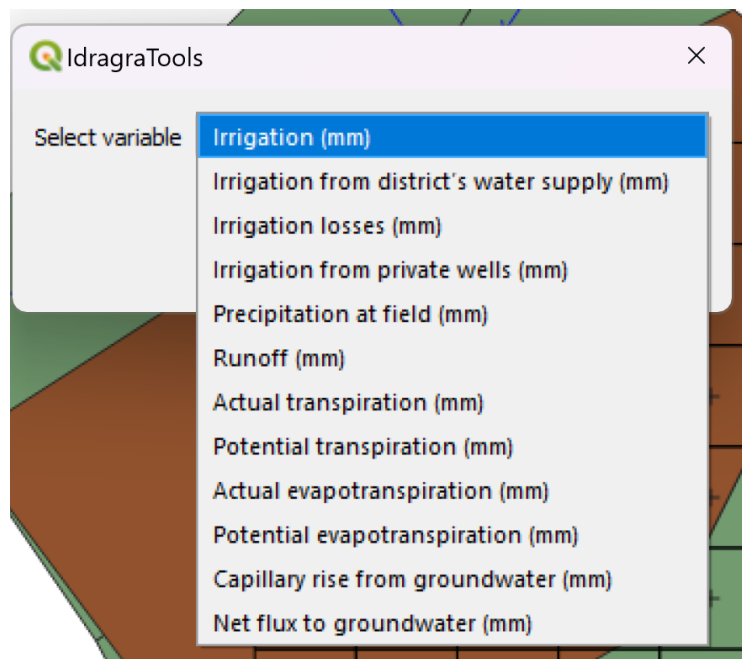 IdragraTools
Select variable
Irrigation (mm)
Irrigation from district's water supply (mm)
Irrigation losses (mm)
Irrigation from private wells (mm)
Precipitation at field (mm)
Runoff (mm)
Actual transpiration (mm)
Potential transpiration (mm)
Actual evapotranspiration (mm)
Potential evapotranspiration (mm)
Capillary rise from groundwater (mm)
Net flux to groundwater (mm)